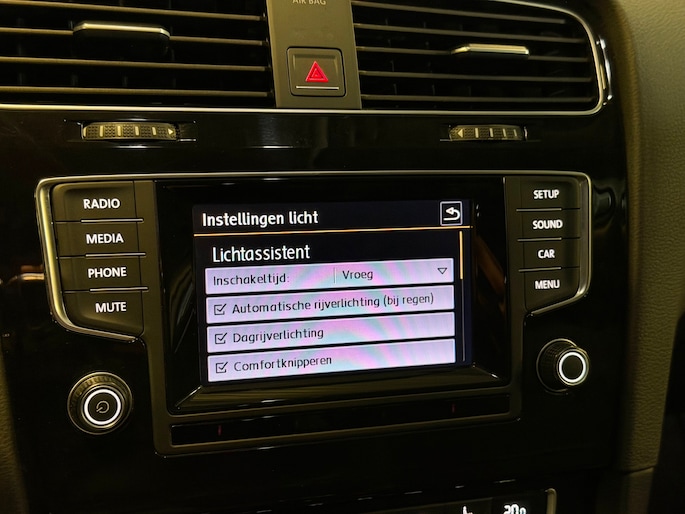 AIR BAG
RADIO
MEDIA
PHONE
MUTE
Instellingen licht
Lichtassistent
Inschakeltijd: Vroeg
Automatische rijverlichting (bij regen)
Dagrijverlichting
Comfortknipperen
SETUP
SOUND
CAR
MENU